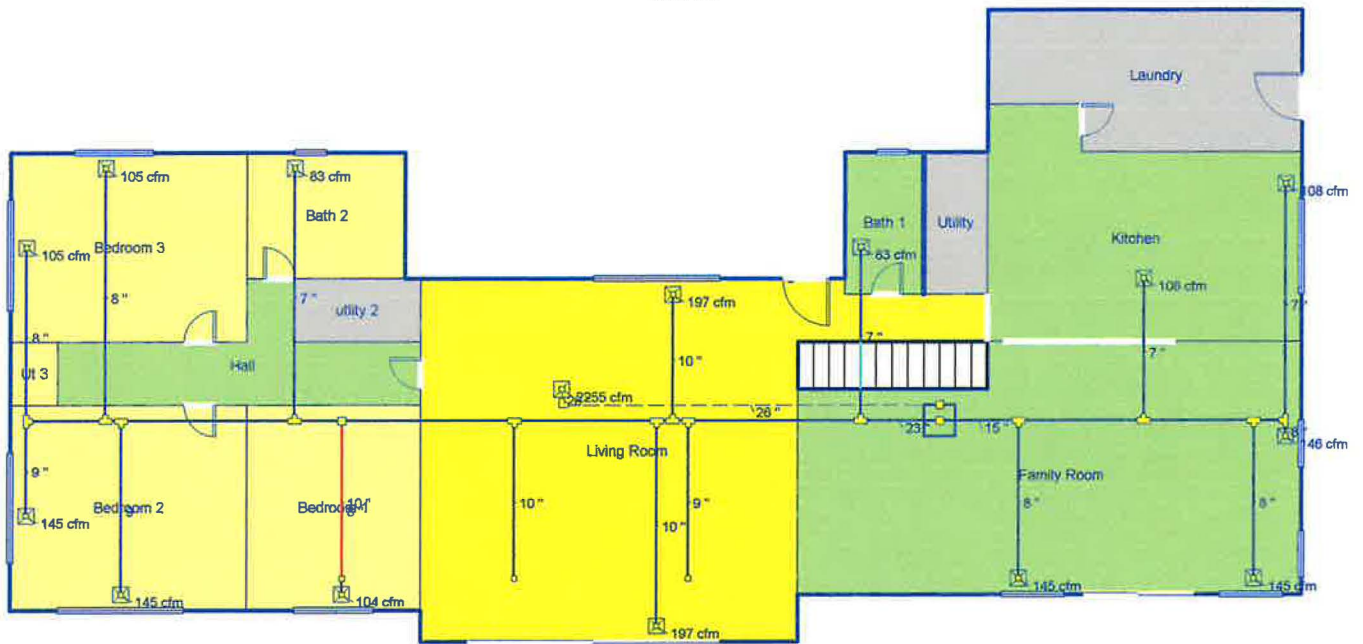 Laundry
105 cfm
83 cfm
108 cfm
Bath 2
Bath 1
Utility
Kitchen
105 cfm
Bedroom 3
83 cfm
108 cfm
8 "
7 "
utility 2
197 cfm
7 "
8 "
7 "
10 "
7 "
Ut 3
Hall
2255 cfm
26 "
23 "
15 "
8 "
146 cfm
Living Room
9 "
Family Room
Bedroom 2
9 "
10 "
10 "
9 "
8 "
8 "
145 cfm
10 "
145 cfm
145 cfm
145 cfm
104 cfm
197 cfm